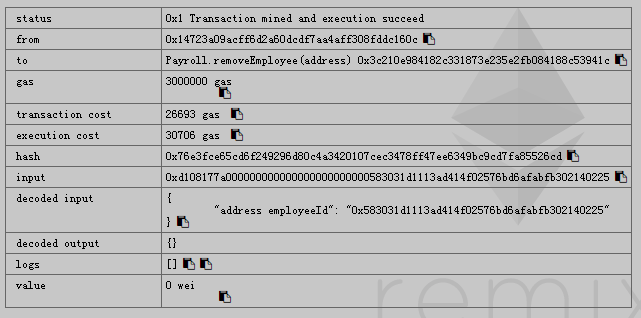 status 0x1 Transaction mined and execution succeed
from 0x14723a09acff6d2a60dcdf7aa4aff308fddc160c
to Payroll.removeEmployee(address) 0x3c210e984182c331873e235e2fb084188c53941c
gas 3000000 gas
transaction cost 26693 gas
execution cost 30706 gas
hash 0x76e3fce65cd6f249296d80c4a3420107cec3478ff47ee6349bc9cd7fa85526cd
input 0xd108177a000000000000000000000000583031d1113ad414f02576bd6afabfb302140225
decoded input {
"address employeeId": "0x583031d1113ad414f02576bd6afabfb302140225"
}
decoded output {}
logs []
value 0 wei
remix